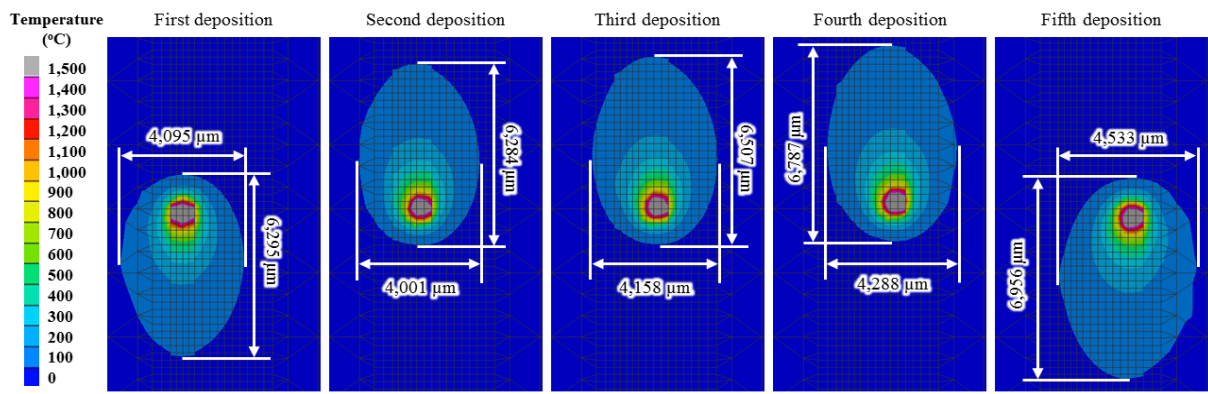 Temperature
(°C)
1,500
1,400
1,300
1,200
1,100
1,000
900
800
700
600
500
400
300
200
100
0
First deposition
4,095 µm
6,295 µm
Second deposition
6,284 µm
4,001 µm
Third deposition
6,507 µm
4,158 µm
Fourth deposition
6,787 µm
4,288 µm
Fifth deposition
4,533 µm
6,956 µm